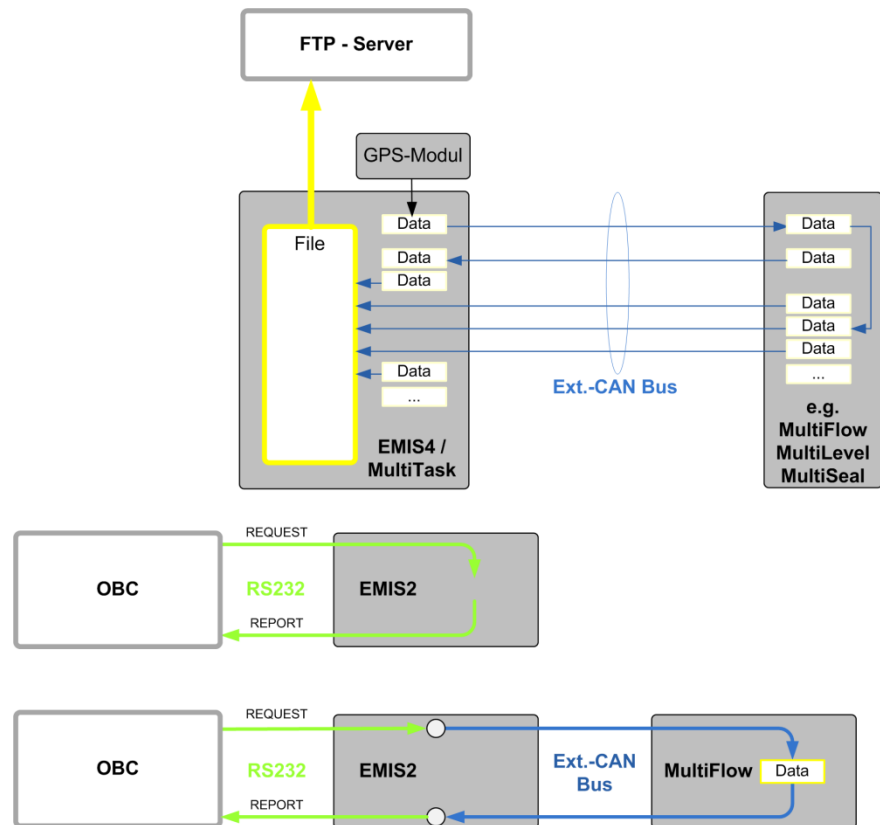 FTP - Server
GPS-Modul
File
Data
Data
Data
Data
...
EMIS4 /
MultiTask
Ext.-CAN Bus
Data
Data
Data
Data
Data
...
e.g.
MultiFlow
MultiLevel
MultiSeal
OBC
REQUEST
RS232
REPORT
EMIS2
OBC
REQUEST
RS232
REPORT
EMIS2
Ext.-CAN
Bus
MultiFlow
Data